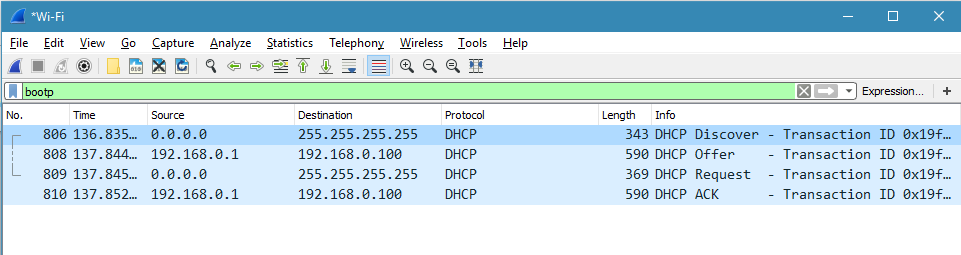 *Wi-Fi
File Edit View Go Capture Analyze Statistics Telephony Wireless Tools Help
bootp Expression... +
No. Time Source Destination Protocol Length Info
806 136.835… 0.0.0.0 255.255.255.255 DHCP 343 DHCP Discover - Transaction ID 0x19f…
808 137.844… 192.168.0.1 192.168.0.100 DHCP 590 DHCP Offer - Transaction ID 0x19f…
809 137.845… 0.0.0.0 255.255.255.255 DHCP 369 DHCP Request - Transaction ID 0x19f…
810 137.852… 192.168.0.1 192.168.0.100 DHCP 590 DHCP ACK - Transaction ID 0x19f…